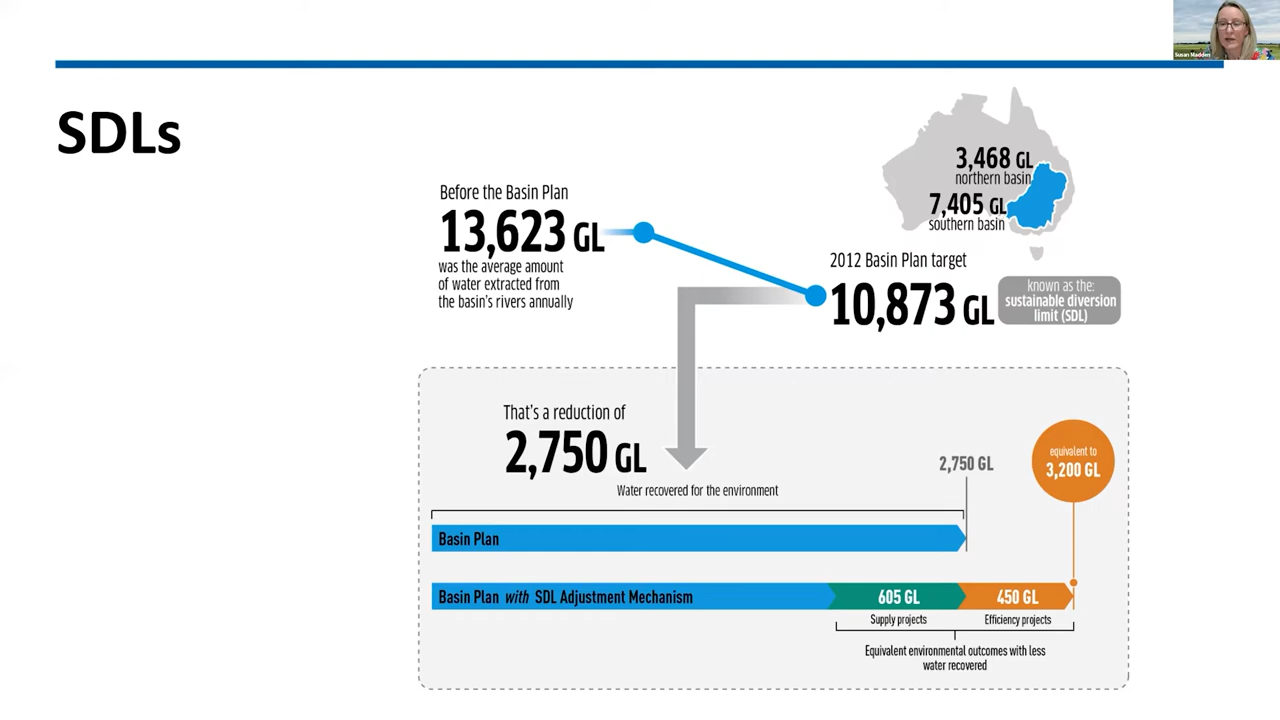 Susan Madden
SDLs
3,468 GL
northern basin
7,405 GL
southern basin
Before the Basin Plan
13,623 GL
was the average amount
of water extracted from
the basin's rivers annually
2012 Basin Plan target
10,873 GL
known as the:
sustainable diversion
limit (SDL)
That's a reduction of
2,750 GL
Water recovered for the environment
2,750 GL
equivalent to
3,200 GL
Basin Plan
Basin Plan with SDL Adjustment Mechanism
605 GL
450 GL
Supply projects
Efficiency projects
Equivalent environmental outcomes with less
water recovered